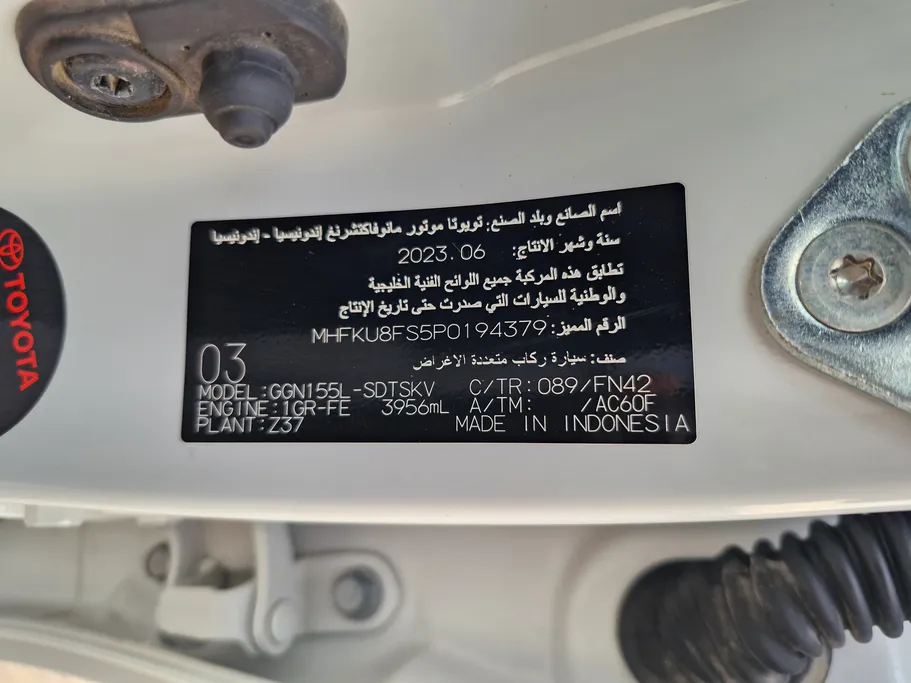 TOYOTA
اسم الصانع وبلد الصنع: تويوتا موتور مانوفاكتشرنغ إندونيسيا - إندونيسيا
سنة وشهر الانتاج: 2023.06
تطابق هذه المركبة جميع اللوائح الفنية الخليجية
والوطنية للسيارات التي صدرت حتى تاريخ الإنتاج
الرقم المميز: MHFKU8FS5P0194379
صنف: سيارة ركاب متعددة الاغراض
03
MODEL:GGN155L-SDTSKV C/TR:089/FN42
ENGINE:1GR-FE 3956mL A/TM: /AC60F
PLANT:Z37 MADE IN INDONESIA